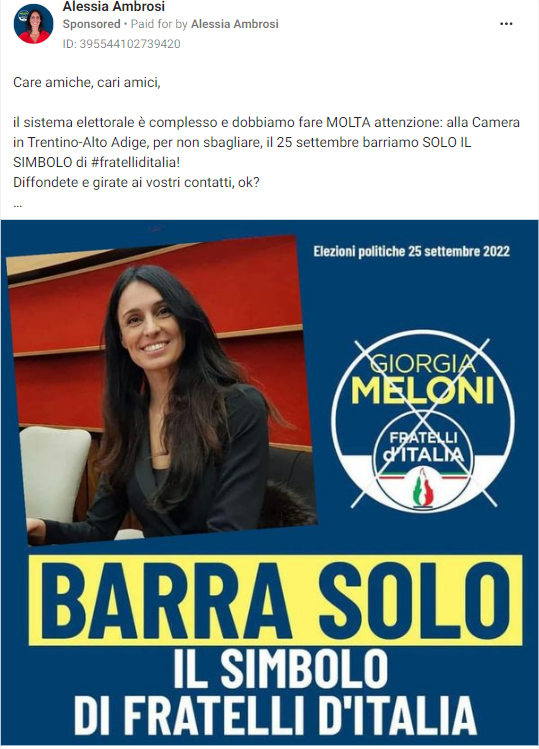 Alessia Ambrosi
Sponsored • Paid for by Alessia Ambrosi
ID: 395544102739420
Care amiche, cari amici,
il sistema elettorale è complesso e dobbiamo fare MOLTA attenzione: alla Camera
in Trentino-Alto Adige, per non sbagliare, il 25 settembre barriamo SOLO IL
SIMBOLO di #fratelliditalia!
Diffondete e girate ai vostri contatti, ok?
...
Elezioni politiche 25 settembre 2022
GIORGIA
MELONI
FRATELLI
d'ITALIA
BARRA SOLO
IL SIMBOLO
DI FRATELLI D'ITALIA